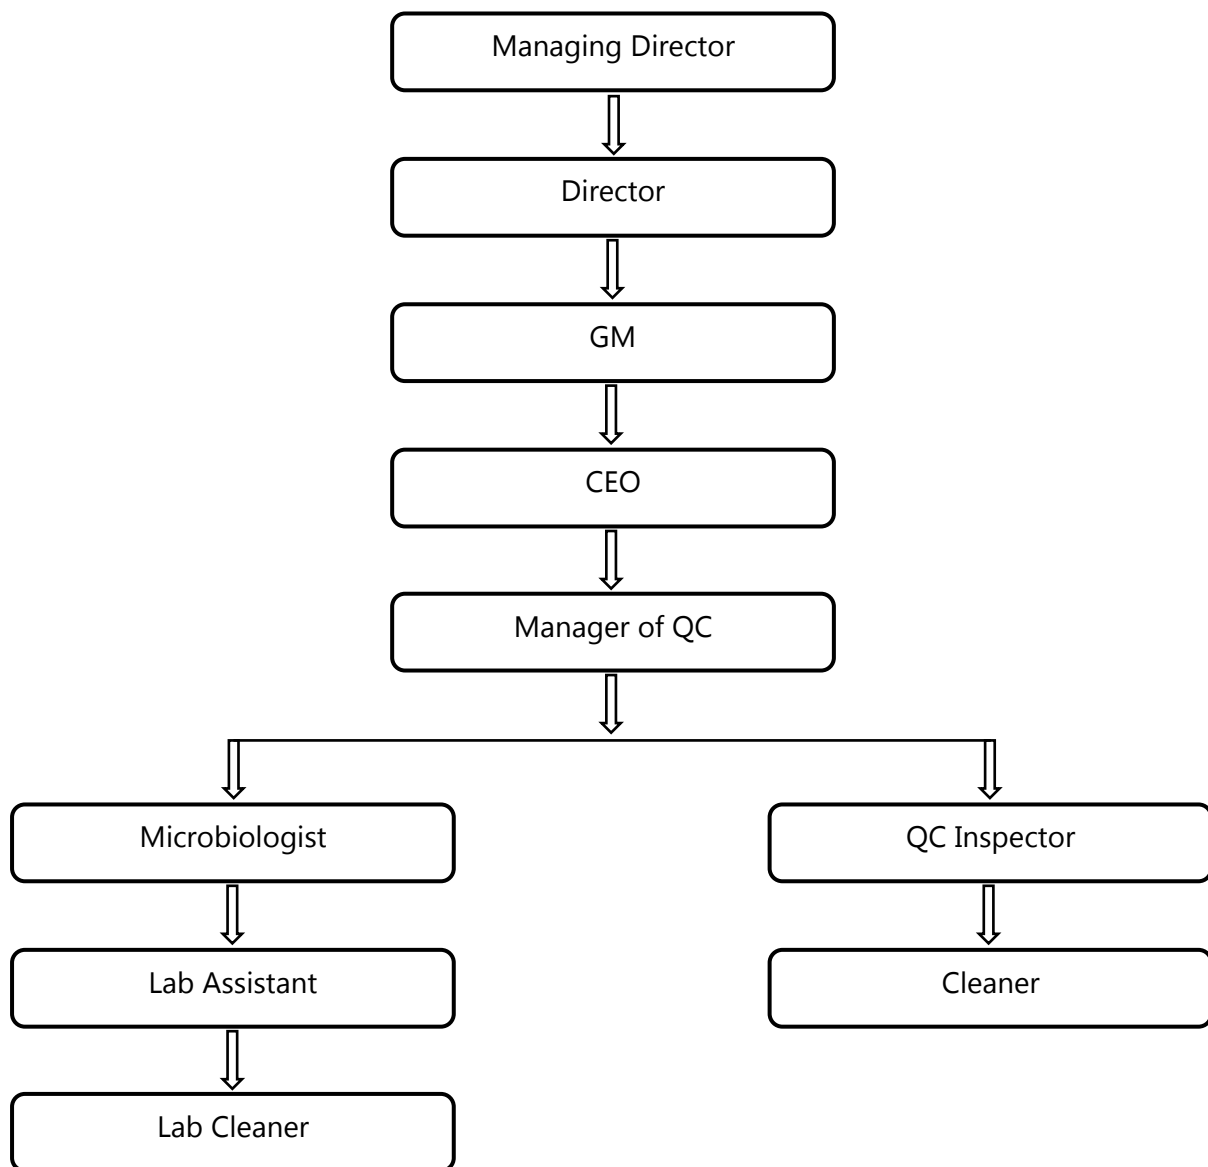 Managing Director
Director
GM
CEO
Manager of QC
Microbiologist
QC Inspector
Lab Assistant
Cleaner
Lab Cleaner